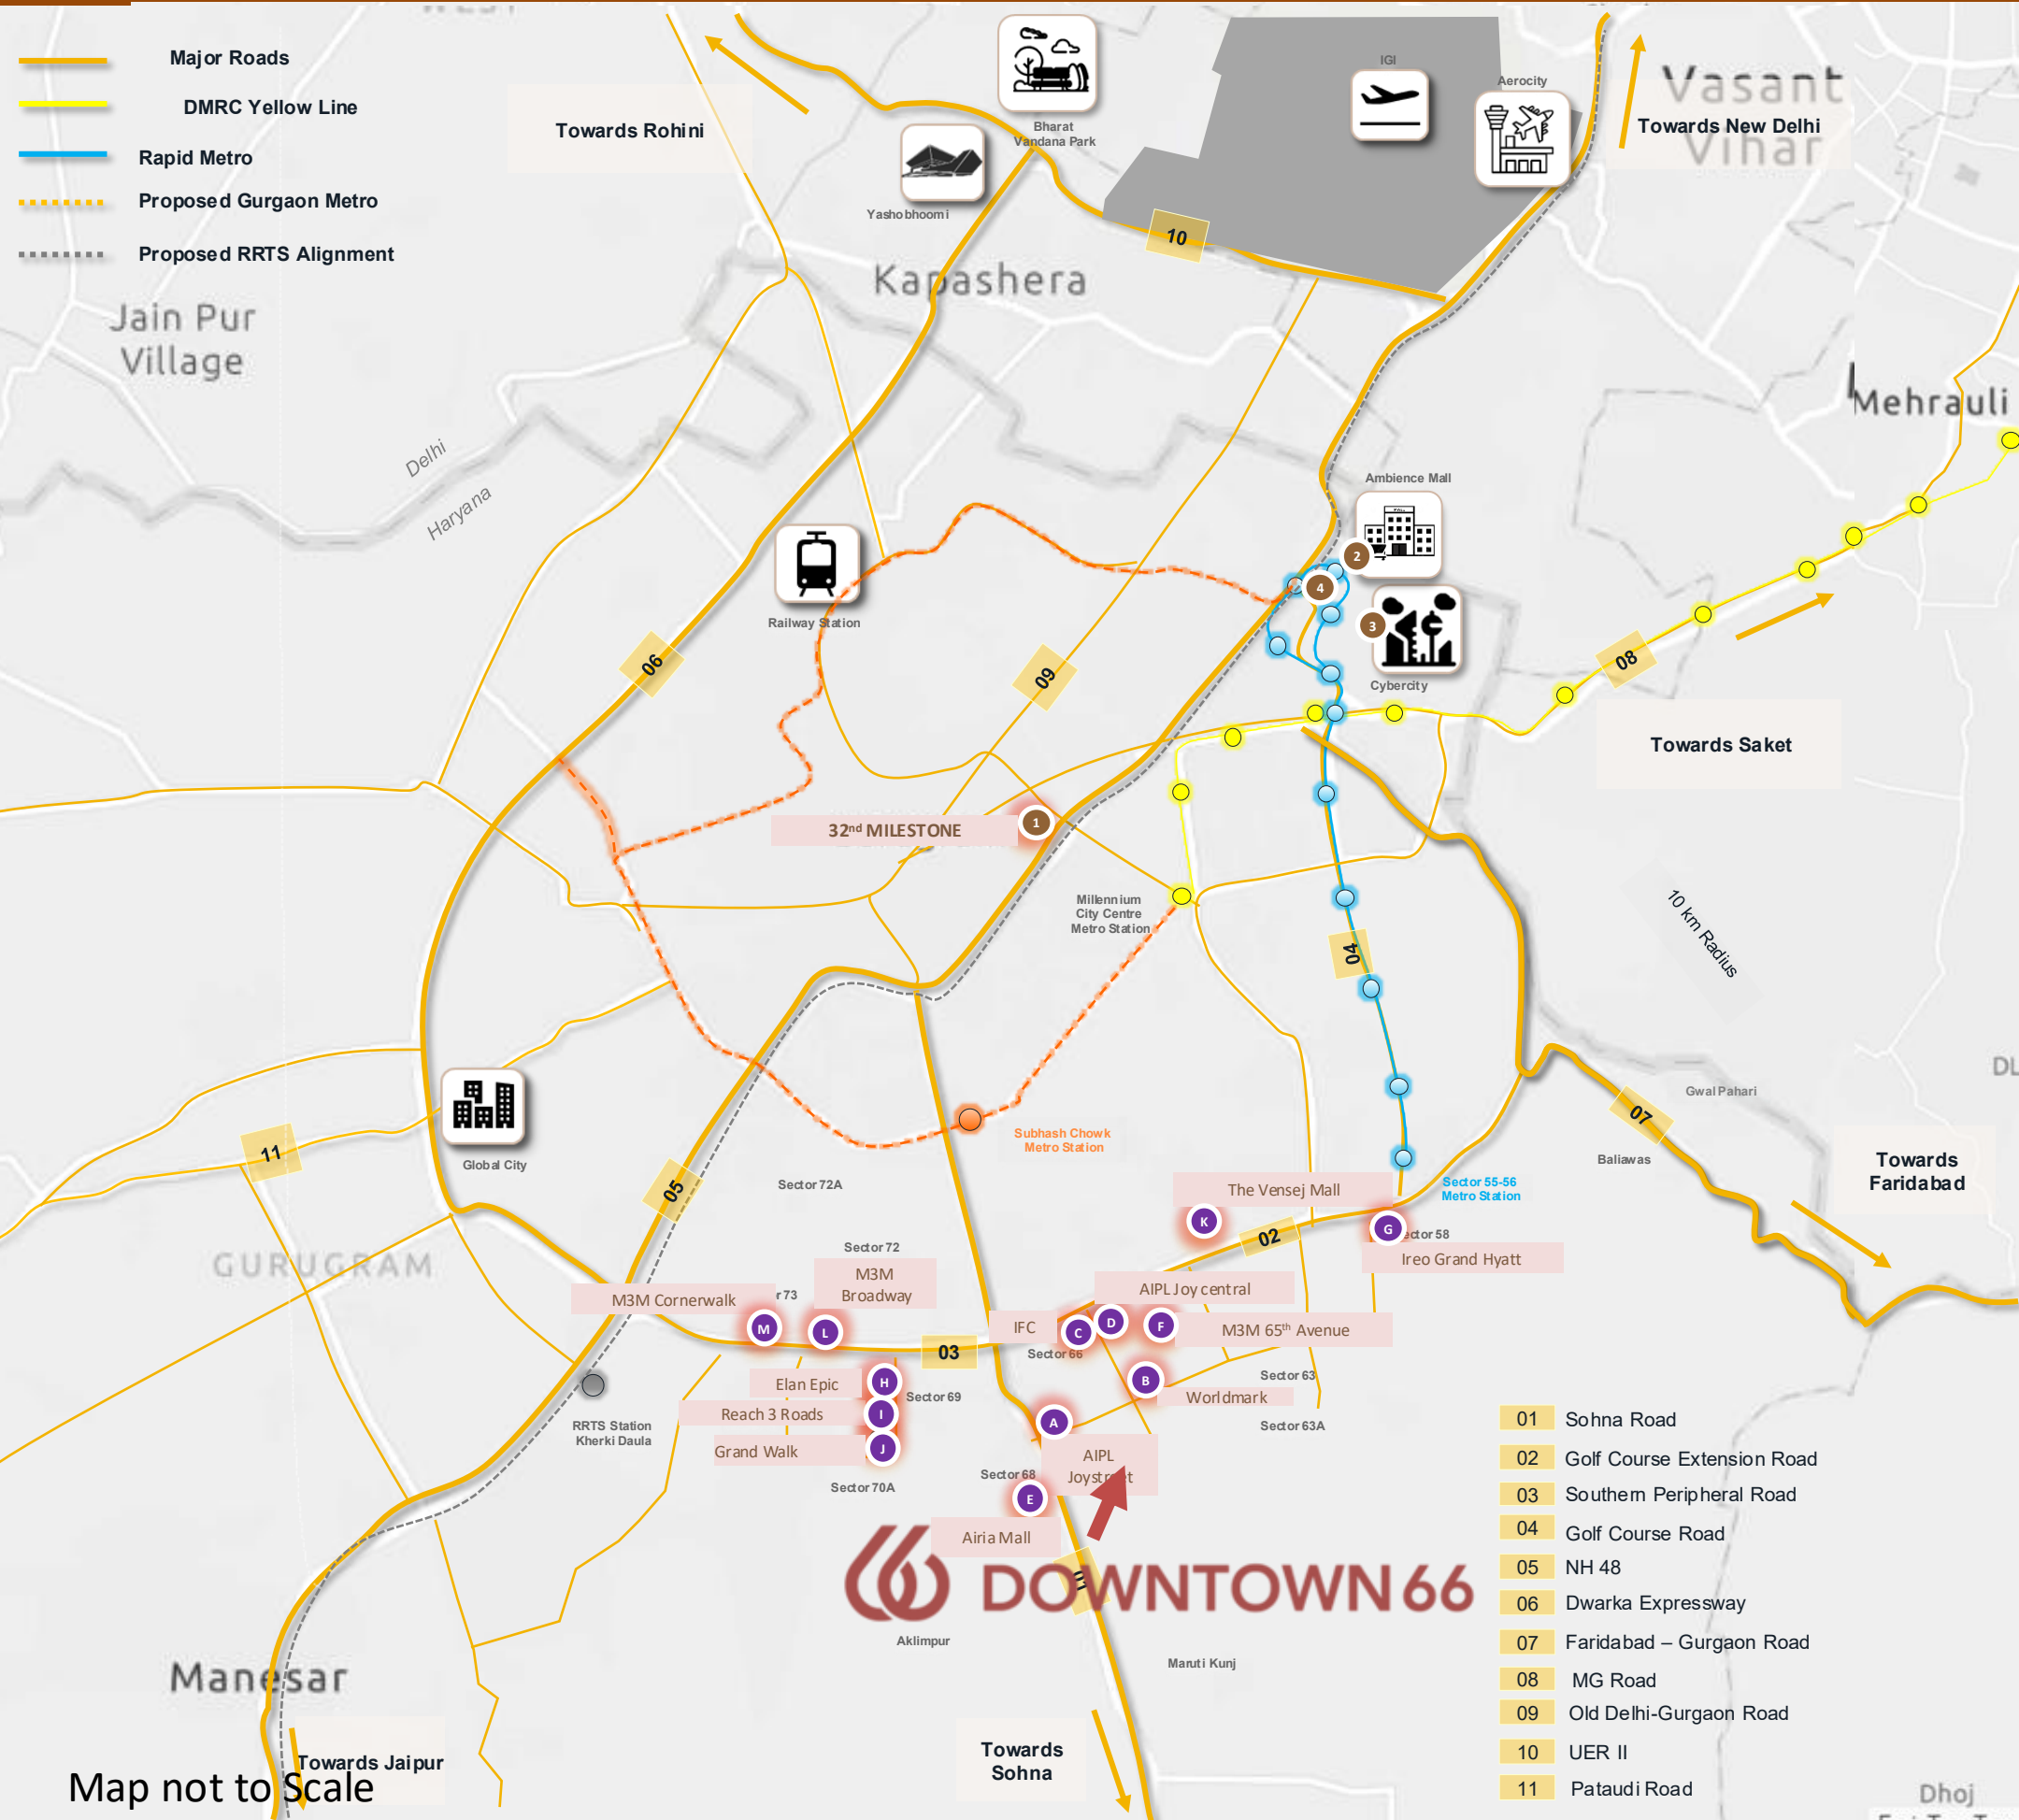 Major Roads
DMRC Yellow Line
Rapid Metro
Proposed Gurgaon Metro
Proposed RRTS Alignment
Towards Rohini
Bharat
Vandana Park
Yashobhoomi
IGI
Aerocity
Vasant
Vihar
Towards New Delhi
10
Kapashera
Jain Pur
Village
Mehrauli
Delhi
Haryana
Ambience Mall
2
4
3
Cybercity
Railway Station
06
09
08
Towards Saket
32nd MILESTONE
1
Millennium
City Centre
Metro Station
10 km Radius
04
Gwal Pahari
07
Baliawas
Towards
Faridabad
Global City
11
05
Subhash Chowk
Metro Station
Sector 72A
The Vensej Mall
K
Sector 55-56
Metro Station
G
Ireo Grand Hyatt
02
GURUGRAM
Sector 72
M3M
Broadway
M3M Cornerwalk
M
L
03
AIPL Joy central
IFC
C
D
F
M3M 65th Avenue
Sector 66
Elan Epic
H
Sector 69
B
Worldmark
Sector 63
Reach 3 Roads
I
Grand Walk
J
A
AIPL
Joystreet
Sector 63A
RRTS Station
Kherki Daula
Sector 70A
Sector 68
E
Airia Mall
01
DOWNTOWN 66
Aklimpur
Maruti Kunj
Manesar
Towards Jaipur
Map not to Scale
Towards
Sohna
01 Sohna Road
02 Golf Course Extension Road
03 Southern Peripheral Road
04 Golf Course Road
05 NH 48
06 Dwarka Expressway
07 Faridabad – Gurgaon Road
08 MG Road
09 Old Delhi-Gurgaon Road
10 UER II
11 Pataudi Road
Dhoj